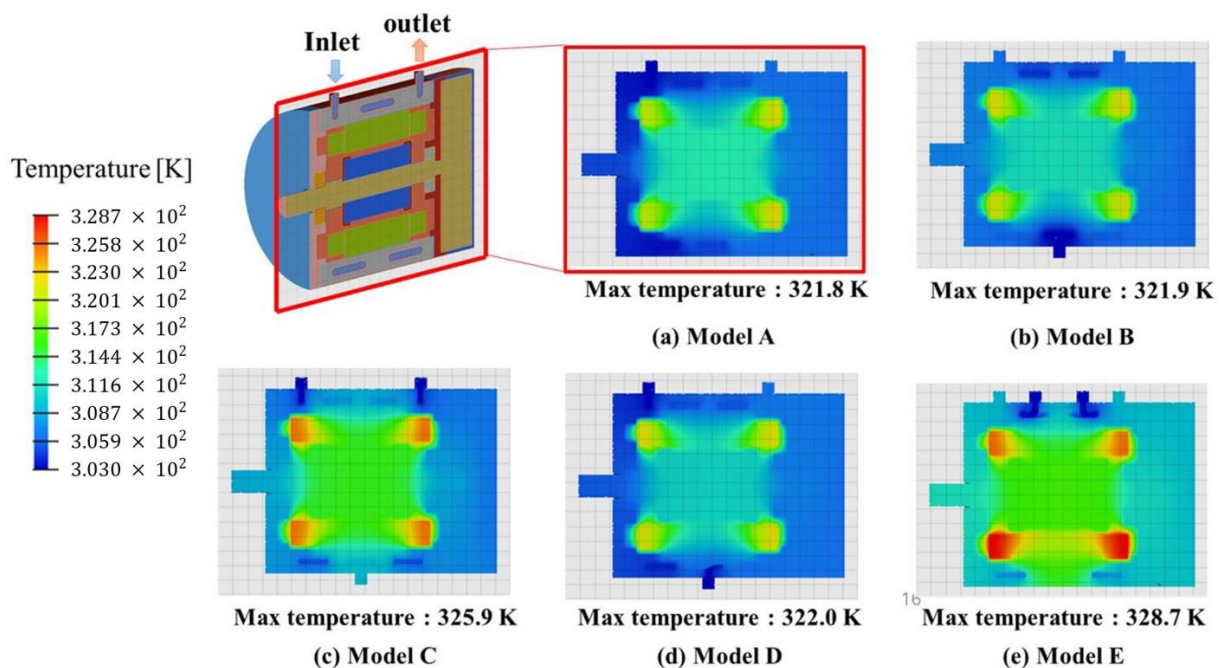 Inlet
outlet
Temperature [K]
3.287 × 10²
3.258 × 10²
3.230 × 10²
3.201 × 10²
3.173 × 10²
3.144 × 10²
3.116 × 10²
3.087 × 10²
3.059 × 10²
3.030 × 10²
Max temperature : 321.8 K
(a) Model A
Max temperature : 321.9 K
(b) Model B
Max temperature : 325.9 K
(c) Model C
Max temperature : 322.0 K
(d) Model D
16
Max temperature : 328.7 K
(e) Model E